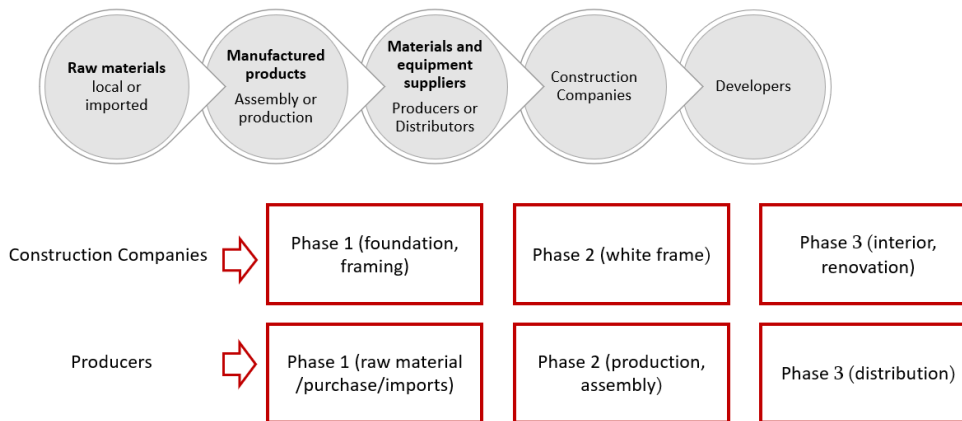 Raw materials
local or
imported
Manufactured
products
Assembly or
production
Materials and
equipment
suppliers
Producers or
Distributors
Construction
Companies
Developers
Construction Companies
Phase 1 (foundation,
framing)
Phase 2 (white frame)
Phase 3 (interior,
renovation)
Producers
Phase 1 (raw material
/purchase/imports)
Phase 2 (production,
assembly)
Phase 3 (distribution)